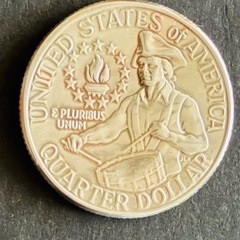 UNITED STATES OF AMERICA
E PLURIBUS
UNUM
QUARTER DOLLAR